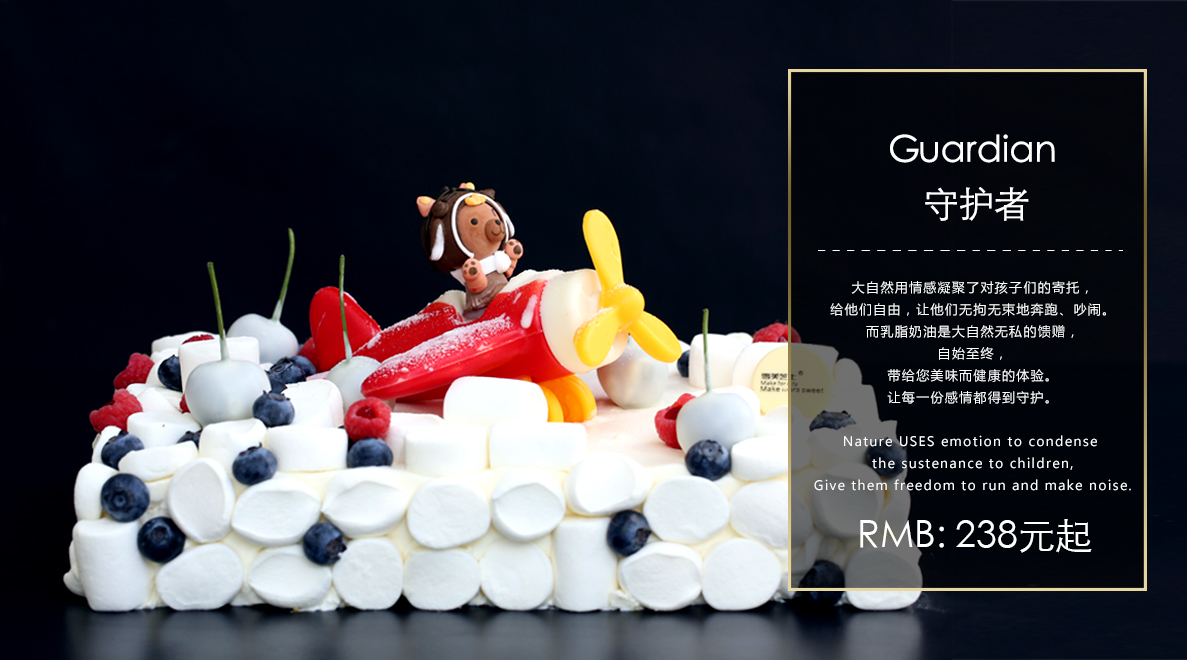 Guardian
守护者
大自然用情感凝聚了对孩子们的寄托，
给他们自由，让他们无拘无束地奔跑、吵闹。
而乳脂奶油是大自然无私的馈赠，
自始至终，
带给您美味而健康的体验。
让每一份感情都得到守护。
Nature USES emotion to condense
the sustenance to children,
Give them freedom to run and make noise.
RMB: 238元起